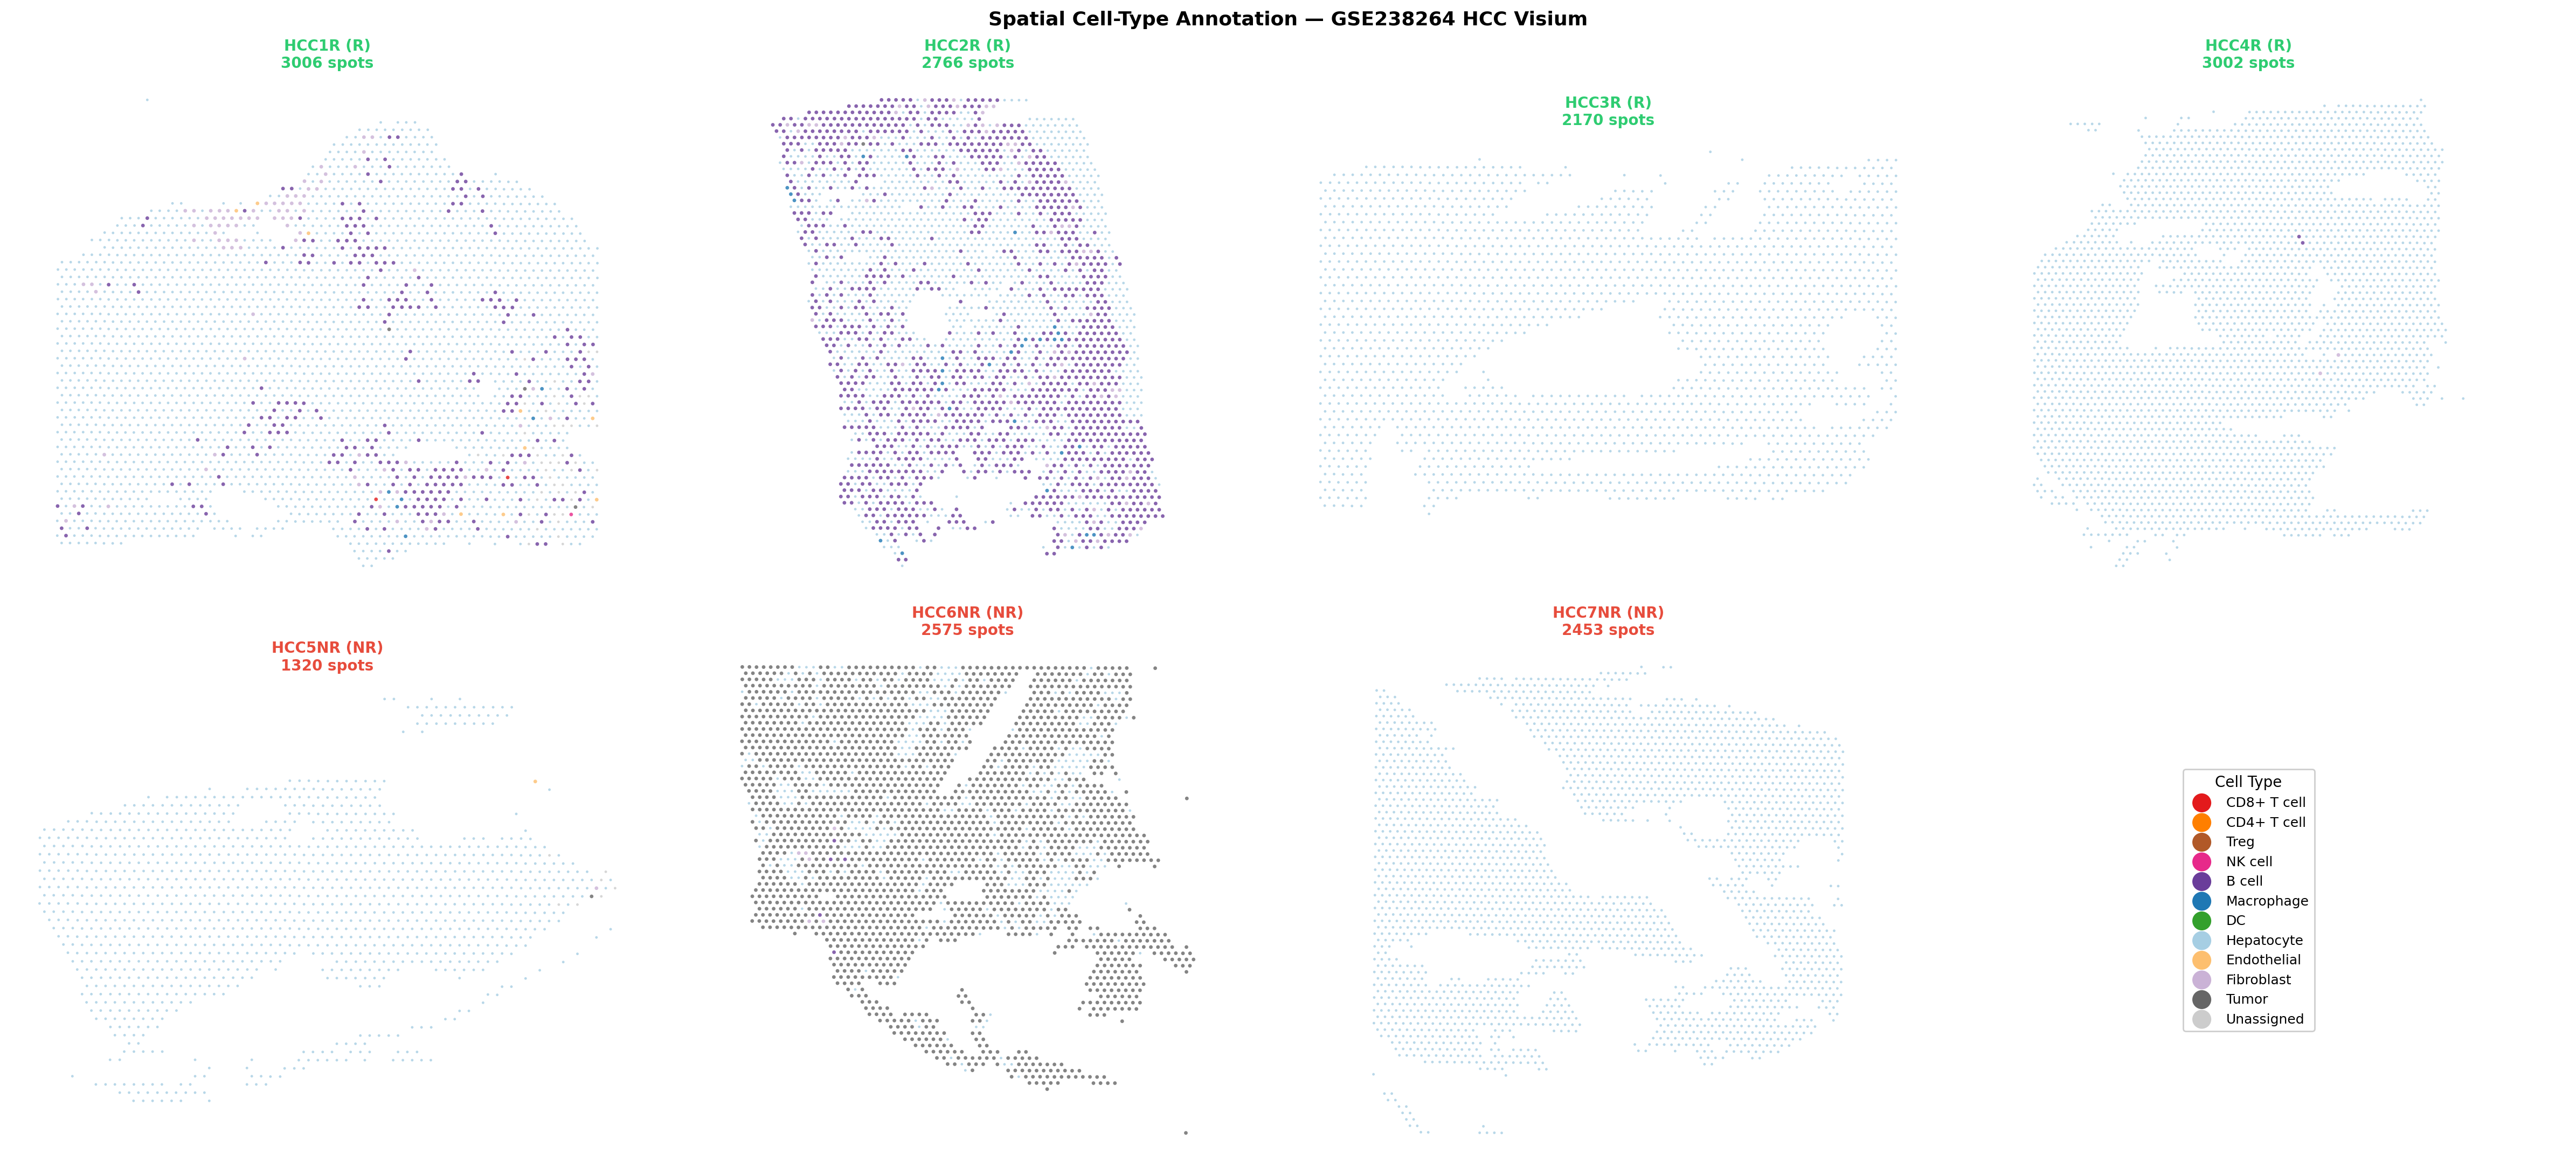 Spatial Cell-Type Annotation — GSE238264 HCC Visium
HCC1R (R)
3006 spots
HCC2R (R)
2766 spots
HCC3R (R)
2170 spots
HCC4R (R)
3002 spots
HCC5NR (NR)
1320 spots
HCC6NR (NR)
2575 spots
HCC7NR (NR)
2453 spots
Cell Type
CD8+ T cell
CD4+ T cell
Treg
NK cell
B cell
Macrophage
DC
Hepatocyte
Endothelial
Fibroblast
Tumor
Unassigned